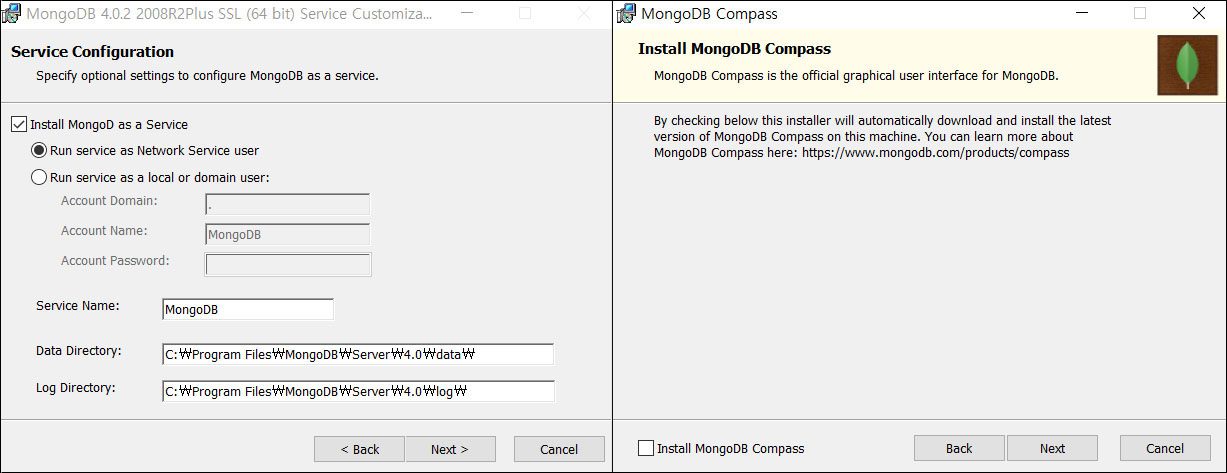 MongoDB 4.0.2 2008R2Plus SSL (64 bit) Service Customiza...
Service Configuration
Specify optional settings to configure MongoDB as a service.
Install MongoD as a Service
Run service as Network Service user
Run service as a local or domain user:
Account Domain: .
Account Name: MongoDB
Account Password:
Service Name: MongoDB
Data Directory: C:₩Program Files₩MongoDB₩Server₩4.0₩data₩
Log Directory: C:₩Program Files₩MongoDB₩Server₩4.0₩log₩
< Back Next > Cancel
MongoDB Compass
Install MongoDB Compass
MongoDB Compass is the official graphical user interface for MongoDB.
By checking below this installer will automatically download and install the latest
version of MongoDB Compass on this machine. You can learn more about
MongoDB Compass here: https://www.mongodb.com/products/compass
Install MongoDB Compass Back Next Cancel